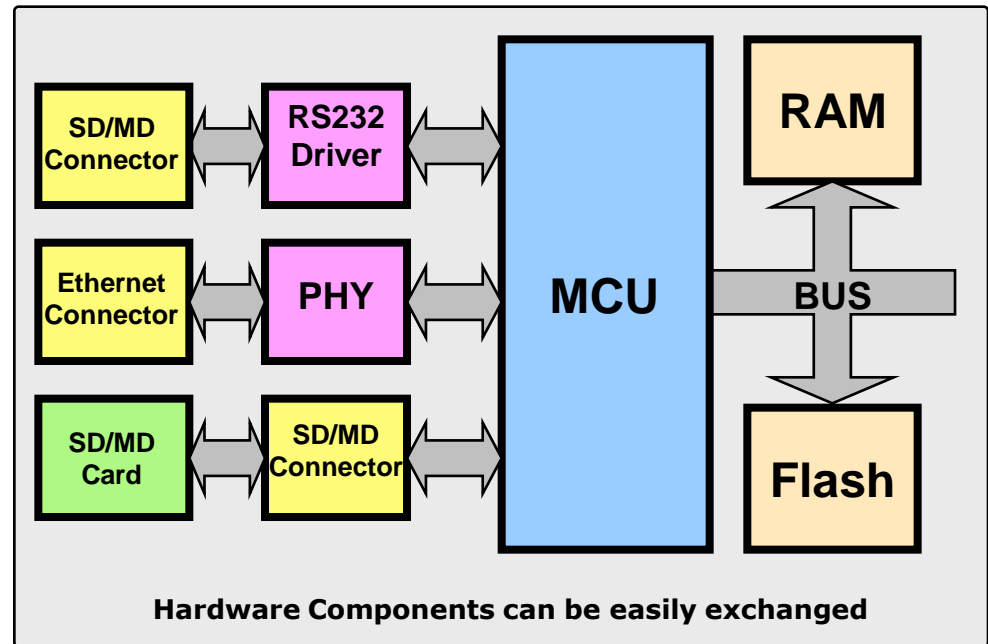 SD/MD
Connector
RS232
Driver
RAM
Ethernet
Connector
PHY
MCU
BUS
SD/MD
Card
SD/MD
Connector
Flash
Hardware Components can be easily exchanged